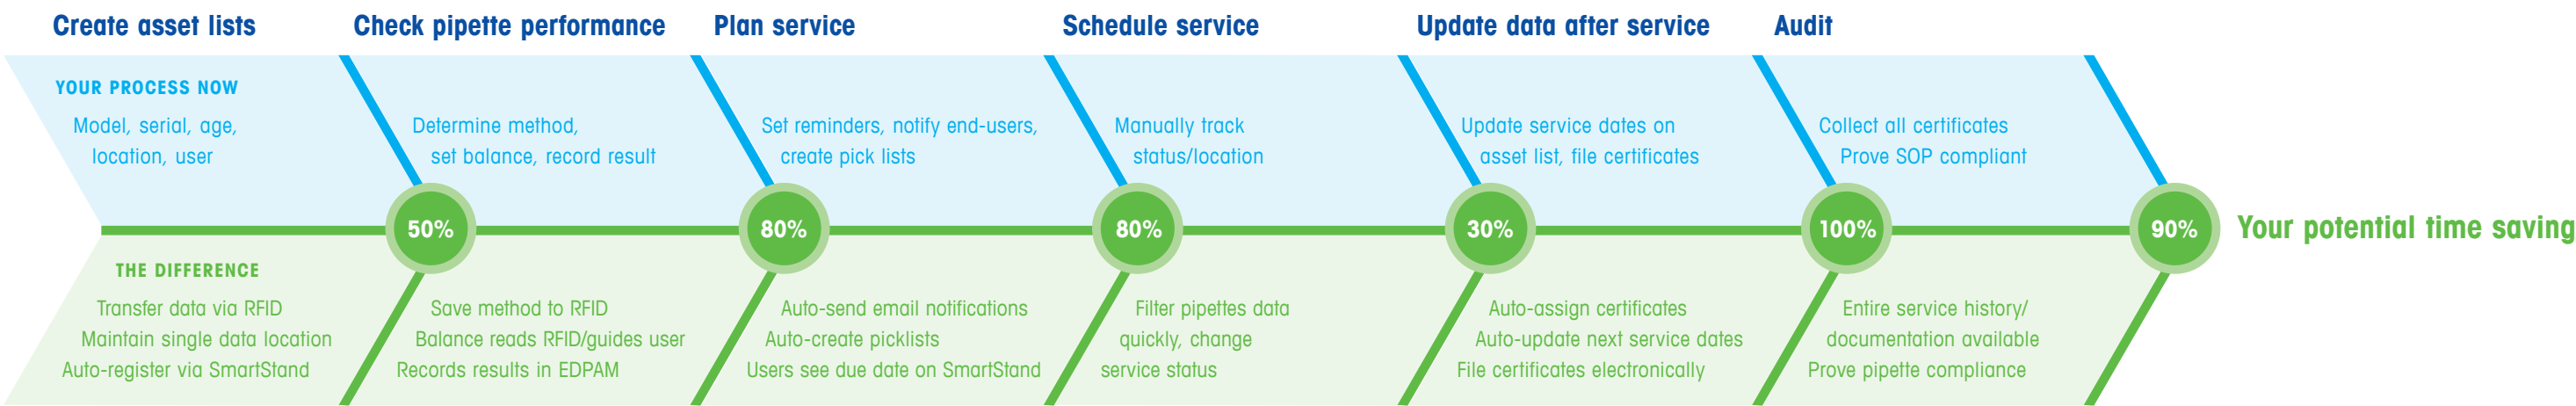 Create asset lists
Check pipette performance
Plan service
Schedule service
Update data after service
Audit
YOUR PROCESS NOW
Model, serial, age,
location, user
Determine method,
set balance, record result
Set reminders, notify end-users,
create pick lists
Manually track
status/location
Update service dates on
asset list, file certificates
Collect all certificates
Prove SOP compliant
50%
80%
80%
30%
100%
90%
Your potential time saving
THE DIFFERENCE
Transfer data via RFID
Maintain single data location
Auto-register via SmartStand
Save method to RFID
Balance reads RFID/guides user
Records results in EDPAM
Auto-send email notifications
Auto-create picklists
Users see due date on SmartStand
Filter pipettes data
quickly, change
service status
Auto-assign certificates
Auto-update next service dates
File certificates electronically
Entire service history/
documentation available
Prove pipette compliance